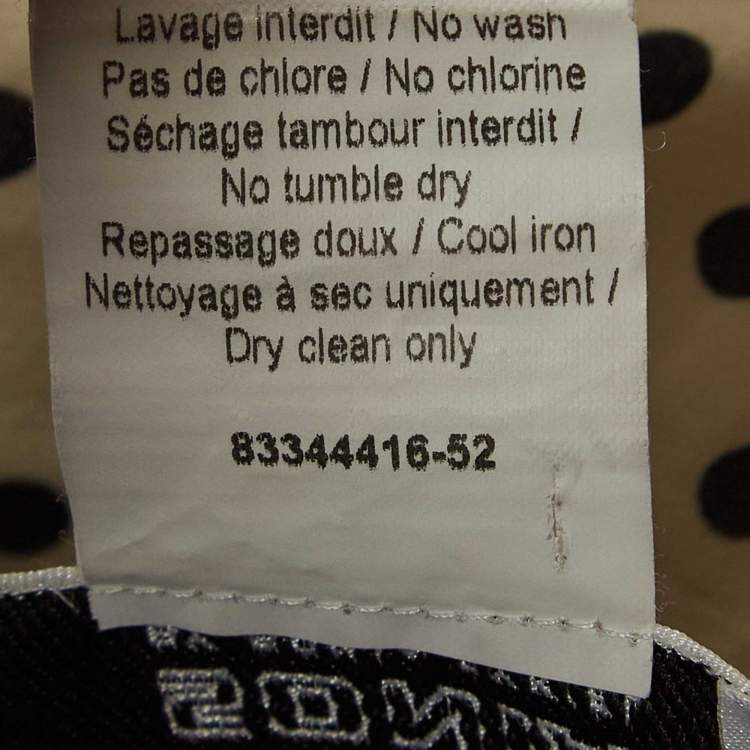 Lavage interdit / No wash
Pas de chlore / No chlorine
Séchage tambour interdit /
No tumble dry
Repassage doux / Cool iron
Nettoyage à sec uniquement /
Dry clean only
83344416-52